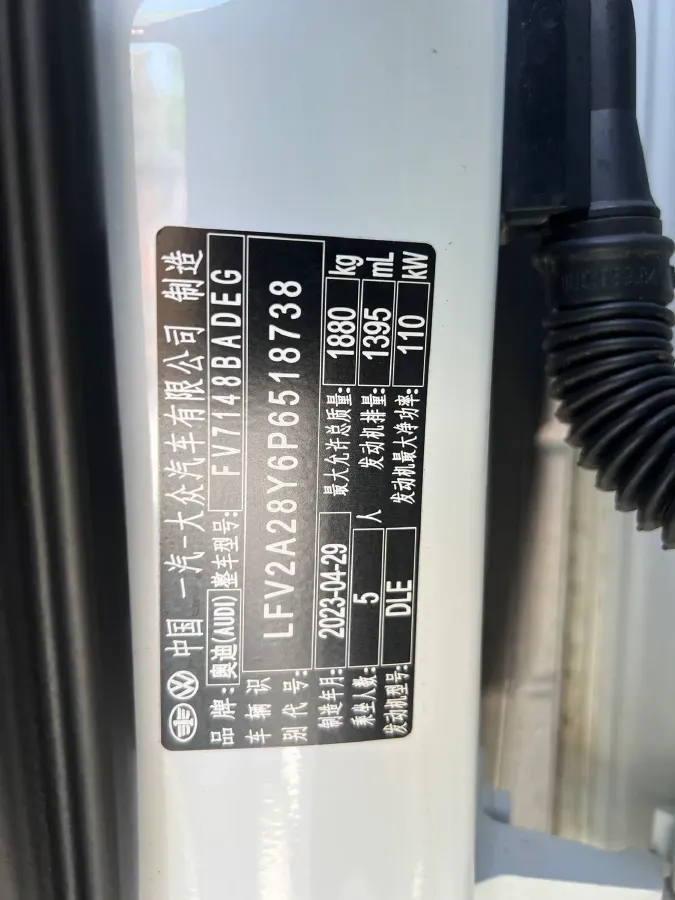 中国 一汽-大众汽车有限公司 制造
品牌: 奥迪(AUDI) 整车型号: FV7148BADEG
车辆识别代号: LFV2A28Y6P6518738
制造年月: 2023-04-29 最大允许总质量: 1880 kg
乘坐人数: 5 人 发动机排量: 1395 mL
发动机型号: DLE 发动机最大净功率: 110 kW